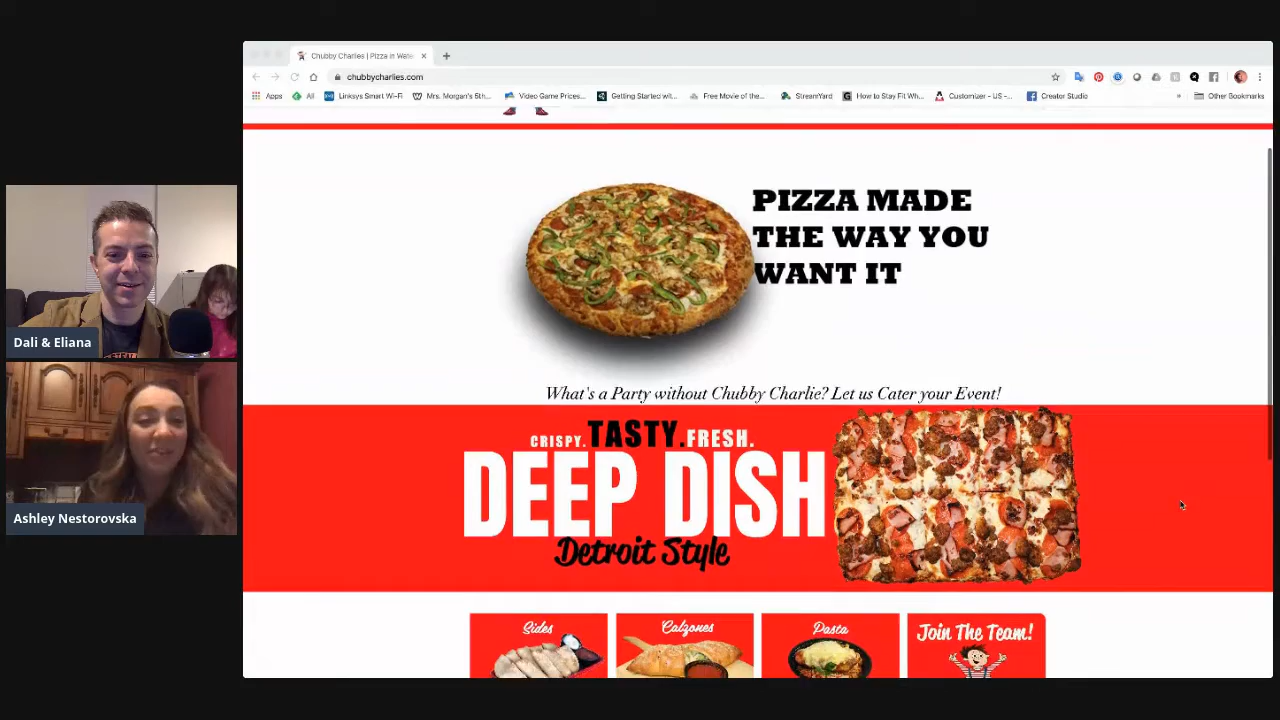 Chubby Charlies | Pizza in Wate
chubbycharlies.com
Apps
All
Linksys Smart Wi-Fi
Mrs. Morgan's 5th...
Video Game Prices...
Getting Started wit...
Free Movie of the...
StreamYard
How to Stay Fit Wh...
Customizer - US -...
Creator Studio
»
Other Bookmarks
PIZZA MADE
THE WAY YOU
WANT IT
What's a Party without Chubby Charlie? Let us Cater your Event!
CRISPY. TASTY. FRESH.
DEEP DISH
Detroit Style
Sides
Calzones
Pasta
Join The Team!
Dali & Eliana
Ashley Nestorovska